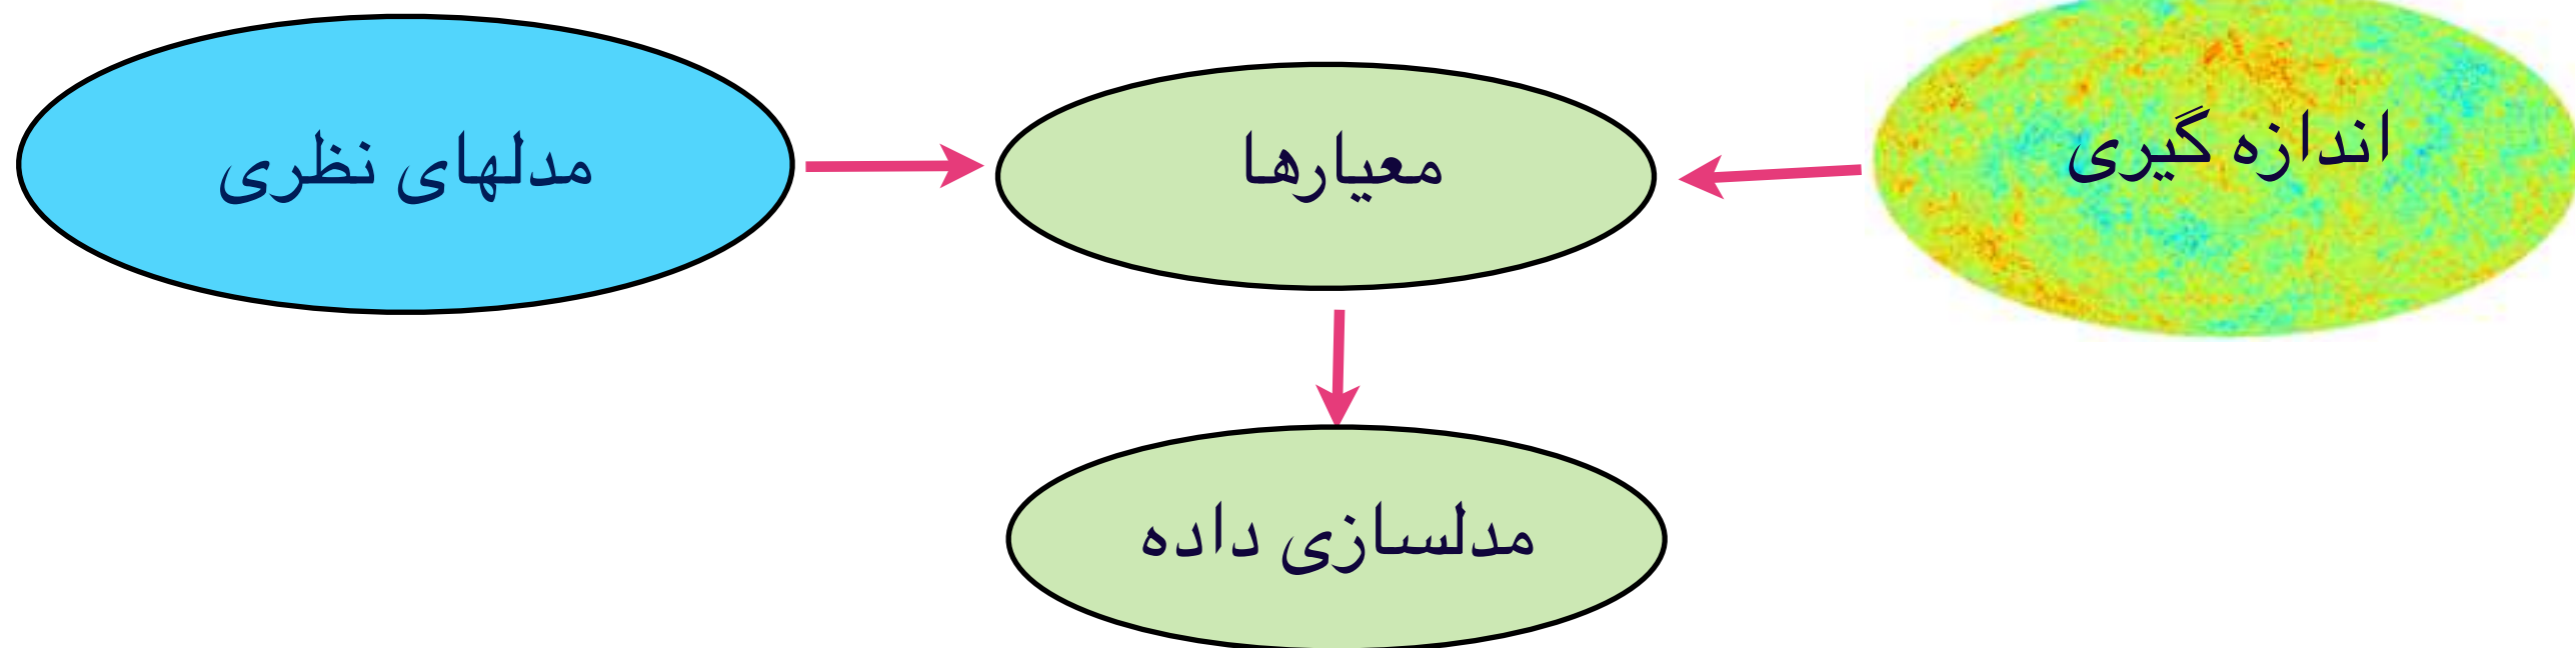 اندازه گیری
معیارها
مدلهای نظری
مدلسازی داده